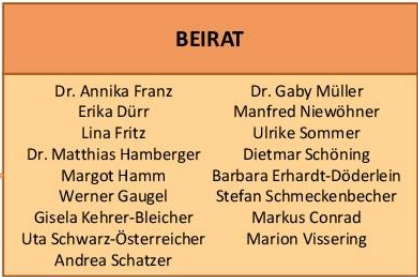 BEIRAT
Dr. Annika Franz
Erika Dürr
Lina Fritz
Dr. Matthias Hamberger
Margot Hamm
Werner Gaugel
Gisela Kehrer-Bleicher
Uta Schwarz-Österreicher
Andrea Schatzer
Dr. Gaby Müller
Manfred Niewöhner
Ulrike Sommer
Dietmar Schöning
Barbara Erhardt-Döderlein
Stefan Schmeckenbecher
Markus Conrad
Marion Vissering